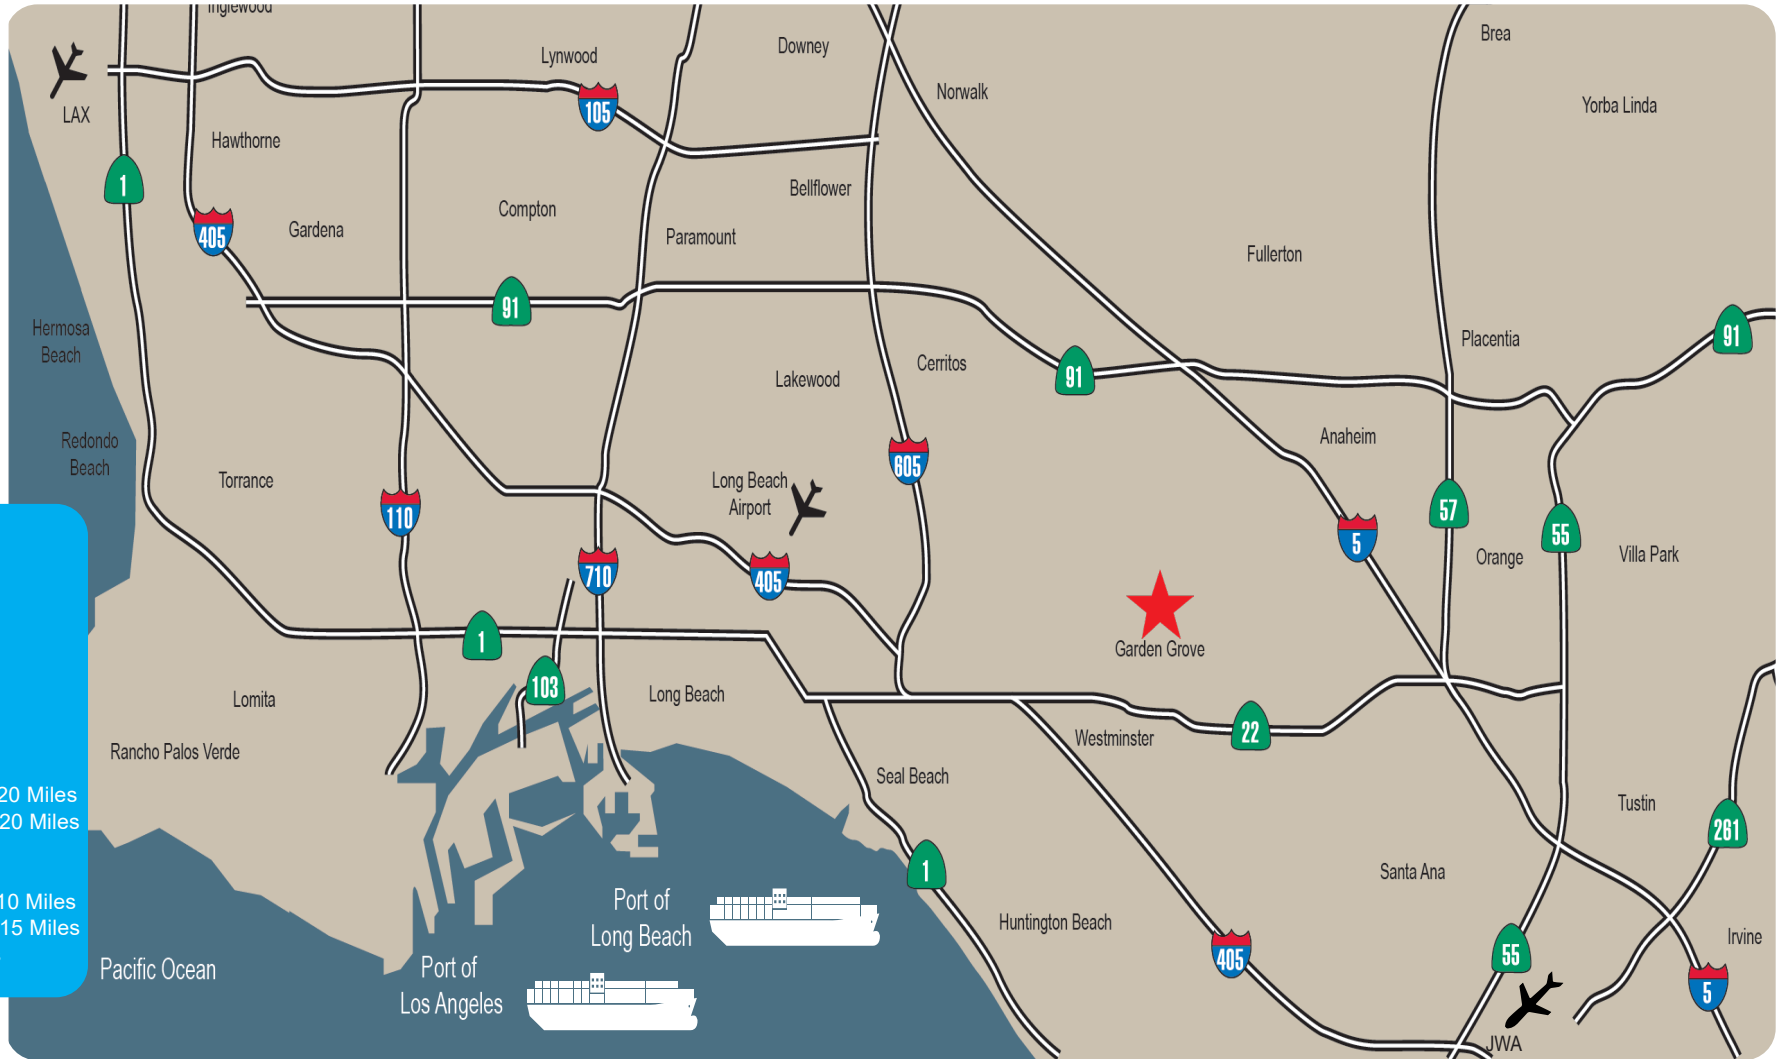 Inglewood
Lynwood
Downey
Brea
LAX
Norwalk
Yorba Linda
105
Hawthorne
1
Bellflower
405
Gardena
Compton
Paramount
Fullerton
91
Hermosa
Beach
Placentia
91
Lakewood
Cerritos
91
Redondo
Beach
Torrance
Anaheim
605
Long Beach
Airport
110
57
55
5
Orange
Villa Park
710
405
1
Garden Grove
103
Lomita
Long Beach
22
Westminster
Rancho Palos Verde
Seal Beach
20 Miles
20 Miles
Tustin
261
1
Santa Ana
10 Miles
15 Miles
Port of
Long Beach
Huntington Beach
Irvine
405
55
Pacific Ocean
Port of
Los Angeles
5
JWA